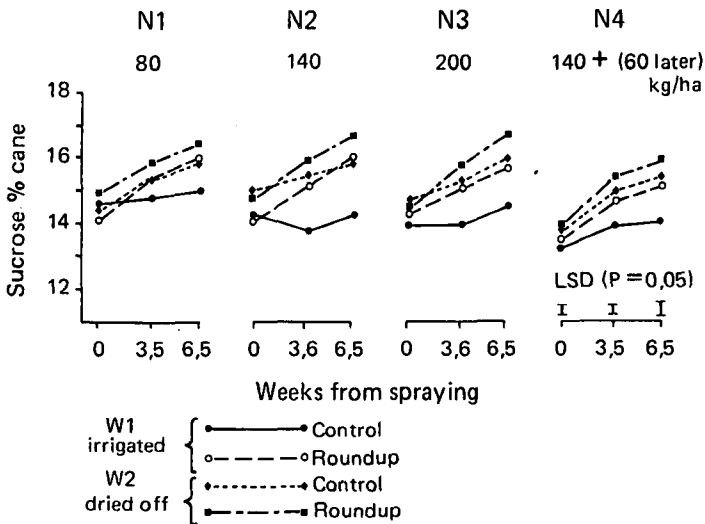 N1 N2 N3 N4
80 140 200 140 + (60 later)
kg/ha
Sucrose % cane
18
16
14
12
LSD (P = 0,05)
0 3,5 6,5 0 3,6 6,5 0 3,6 6,5 0 3,5 6,5
Weeks from spraying
W1 irrigated
Control
Roundup
W2 dried off
Control
Roundup